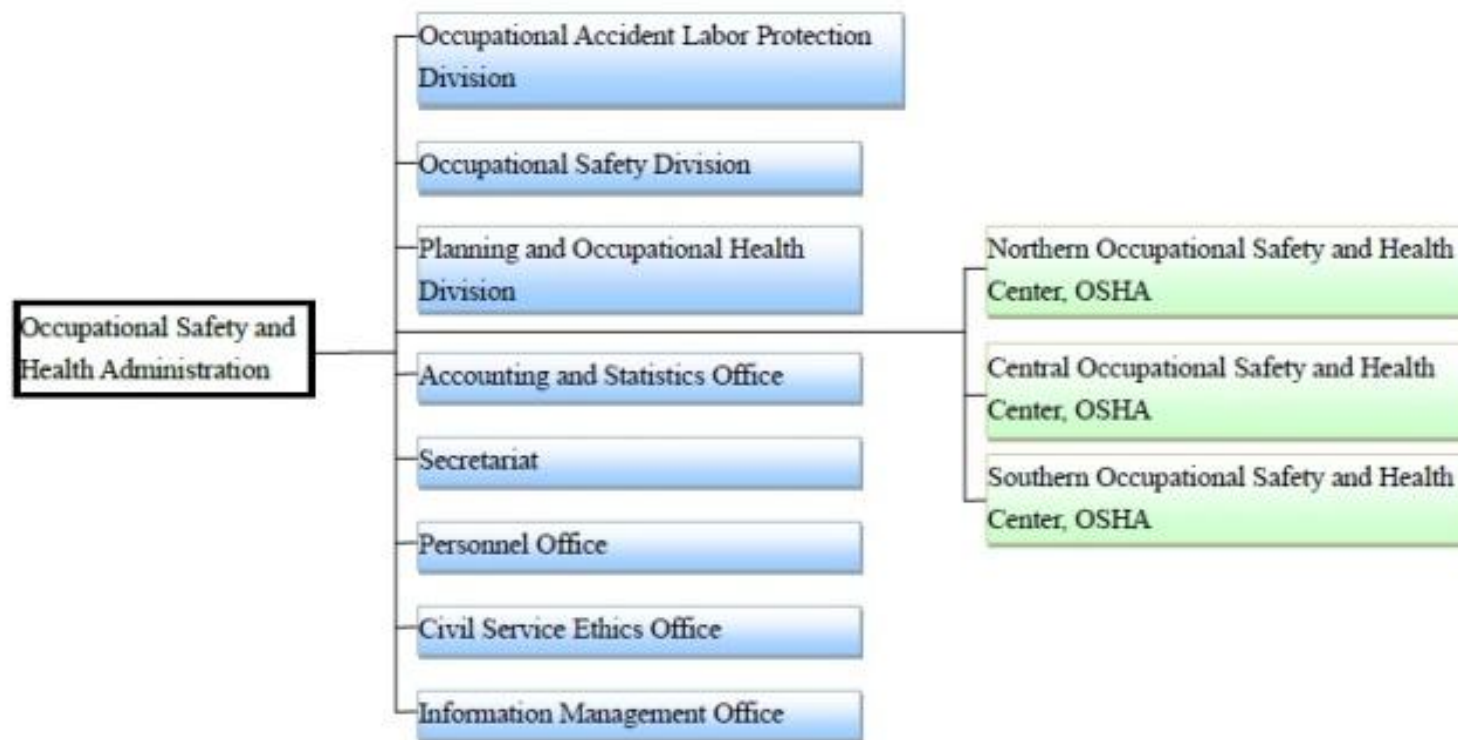 Occupational Safety and
Health Administration
Occupational Accident Labor Protection
Division
Occupational Safety Division
Planning and Occupational Health
Division
Accounting and Statistics Office
Secretariat
Personnel Office
Civil Service Ethics Office
Information Management Office
Northern Occupational Safety and Health
Center, OSHA
Central Occupational Safety and Health
Center, OSHA
Southern Occupational Safety and Health
Center, OSHA